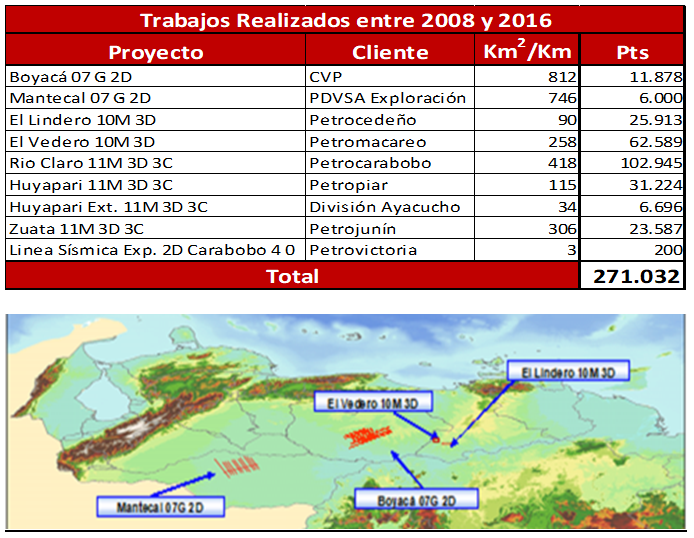 Trabajos Realizados entre 2008 y 2016
Proyecto Cliente Km²/Km Pts
Boyacá 07 G 2D CVP 812 11.878
Mantecal 07 G 2D PDVSA Exploración 746 6.000
El Lindero 10M 3D Petrocedeño 90 25.913
El Vedero 10M 3D Petromacareo 258 62.589
Rio Claro 11M 3D 3C Petrocarabobo 418 102.945
Huyapari 11M 3D 3C Petropiar 115 31.224
Huyapari Ext. 11M 3D 3C División Ayacucho 34 6.696
Zuata 11M 3D 3C Petrojunín 306 23.587
Linea Sísmica Exp. 2D Carabobo 4 0 Petrovictoria 3 200
Total 271.032
El Lindero 10M 3D
El Vedero 10M 3D
Mantecal 07G 2D
Boyacá 07G 2D